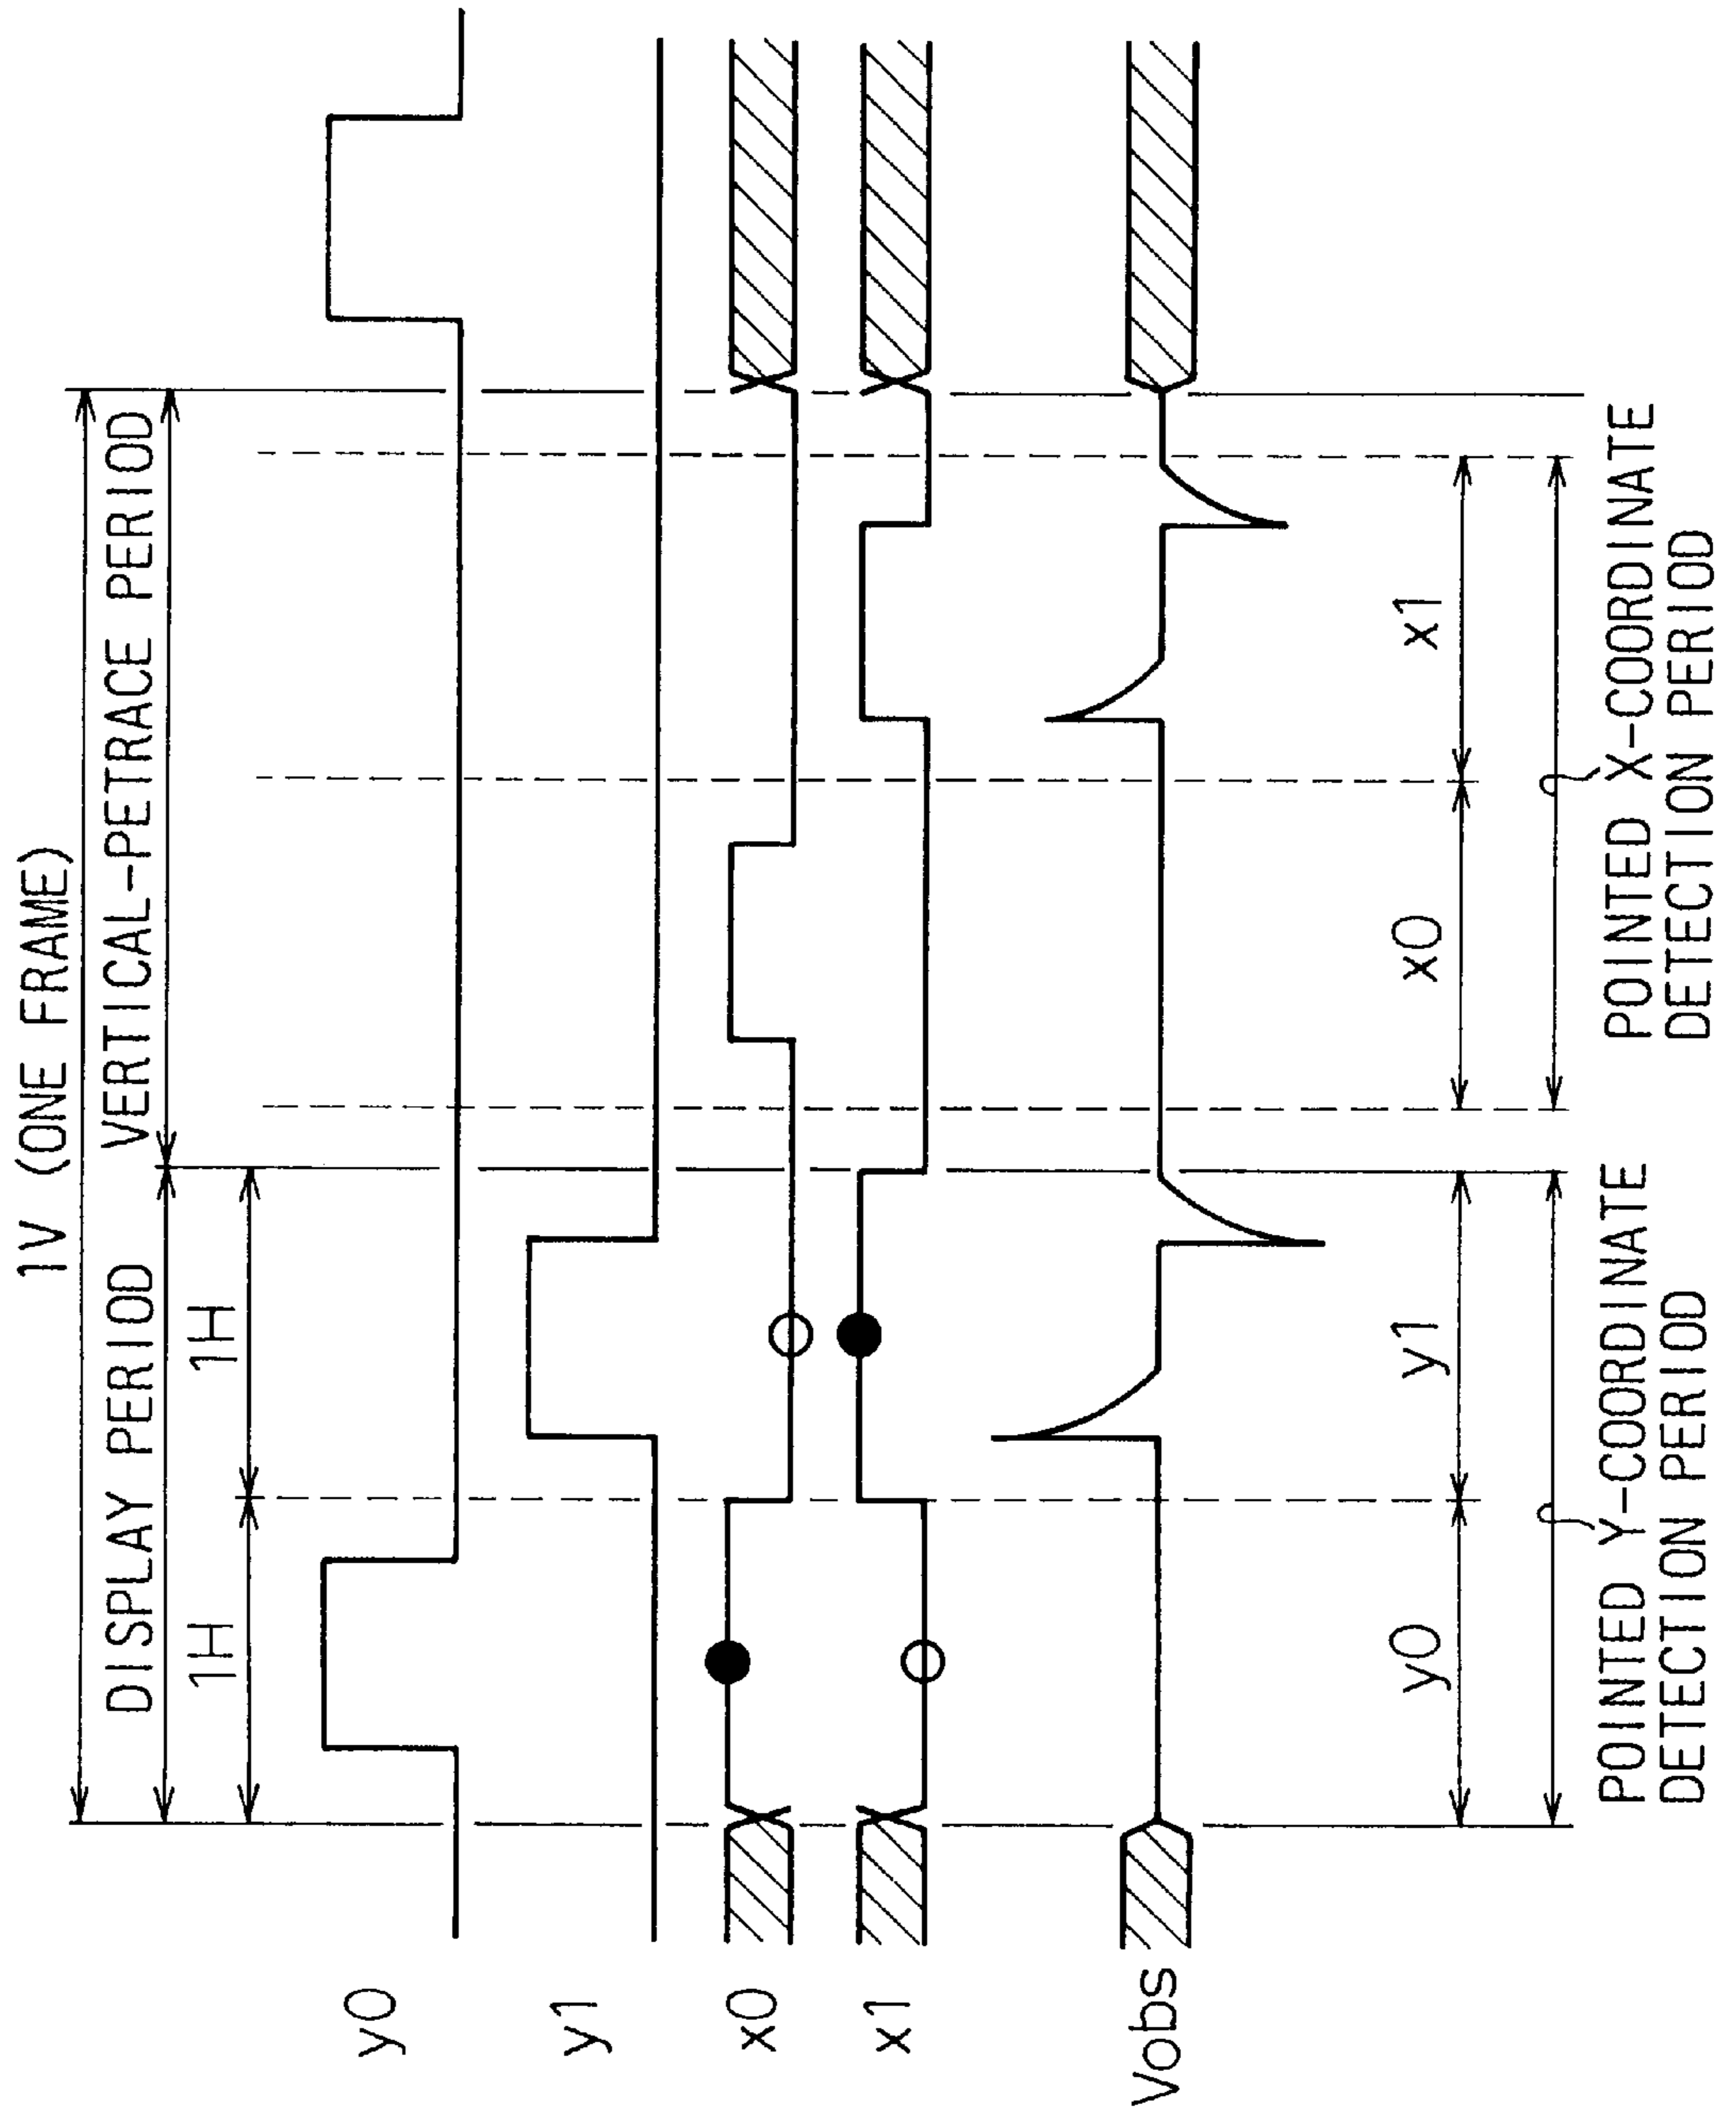 1V (ONE FRAME)
DISPLAY PERIOD
VERTICAL-PETRACE PERIOD
1H
1H
y0
y1
x0
x1
Vobs
y0
y1
x0
x1
POINTED Y-COORDINATE
DETECTION PERIOD
POINTED X-COORDINATE
DETECTION PERIOD